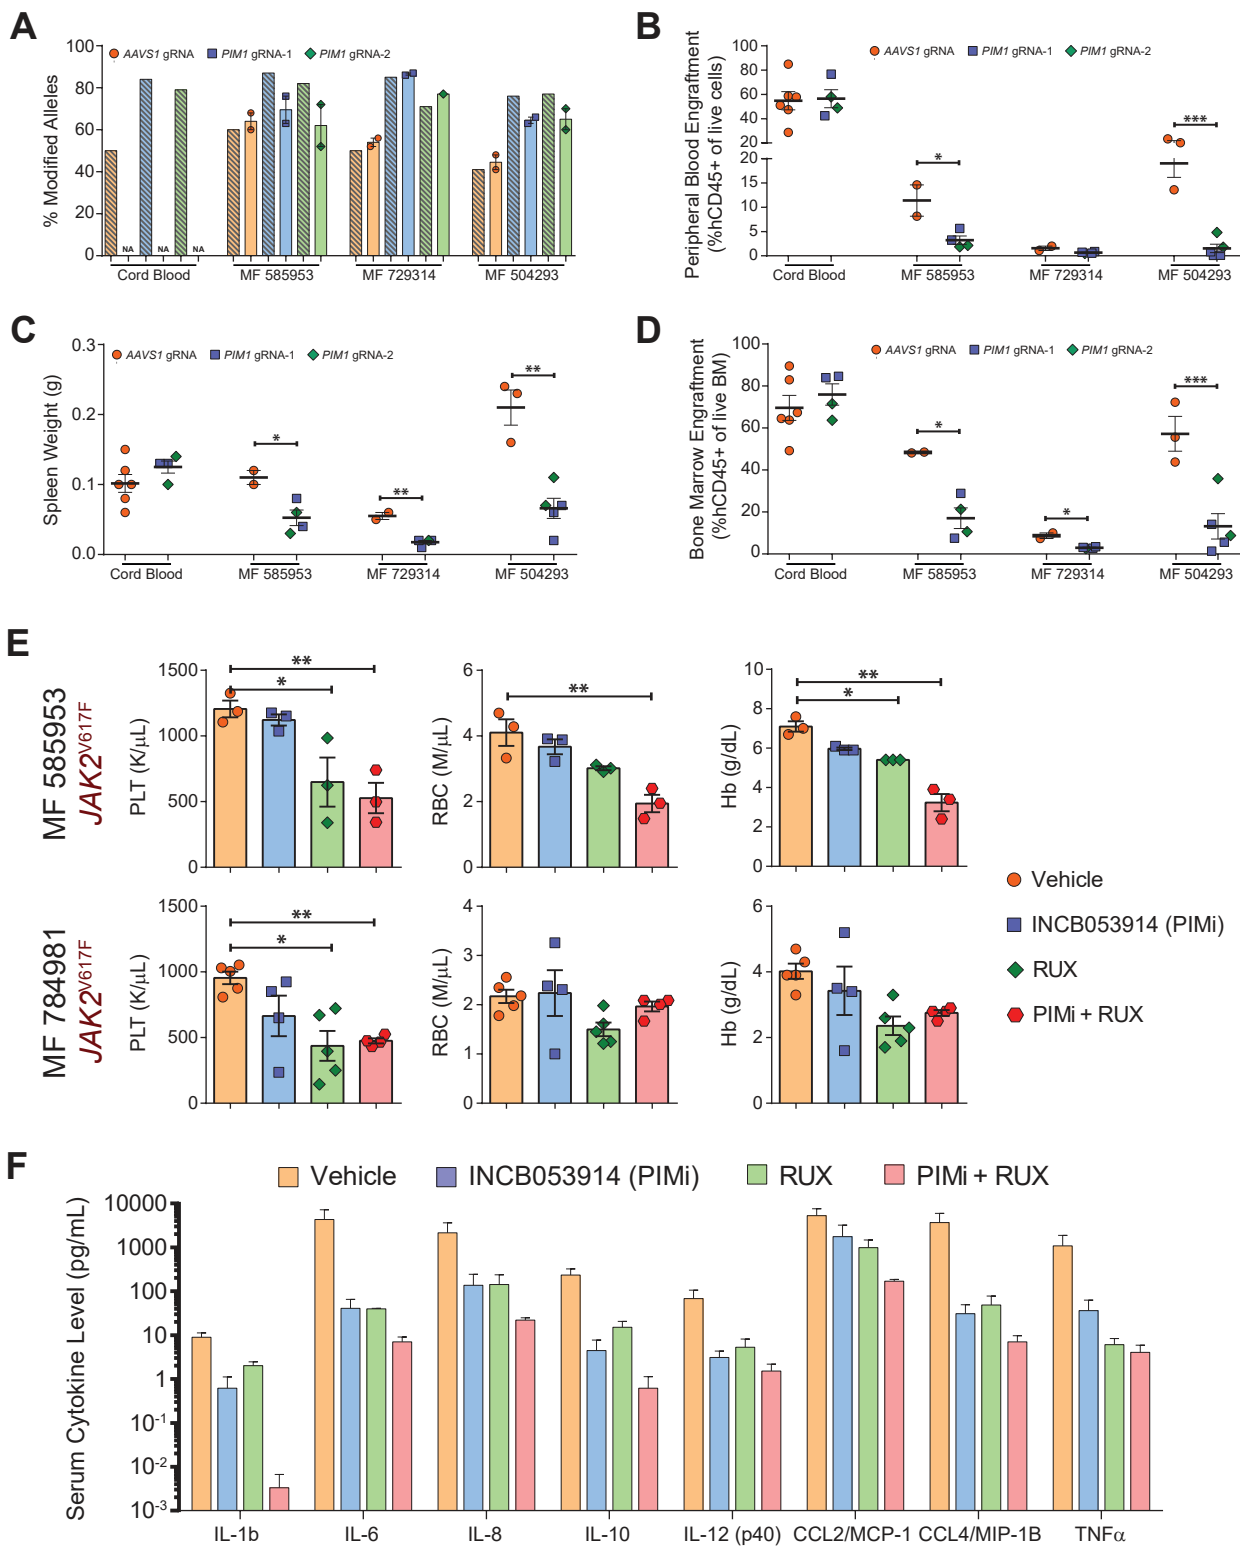 A
AAVS1 gRNA PIM1 gRNA-1 PIM1 gRNA-2
% Modified Alleles
100
80
60
40
20
0
NA NA NA
Cord Blood MF 585953 MF 729314 MF 504293
B
AAVS1 gRNA PIM1 gRNA-1 PIM1 gRNA-2
Peripheral Blood Engraftment
(%hCD45+ of live cells)
100
80
60
40
20
20
15
10
5
0
* ***
Cord Blood MF 585953 MF 729314 MF 504293
C
AAVS1 gRNA PIM1 gRNA-1 PIM1 gRNA-2
Spleen Weight (g)
0.3
0.2
0.1
0.0
* ** **
Cord Blood MF 585953 MF 729314 MF 504293
D
AAVS1 gRNA PIM1 gRNA-1 PIM1 gRNA-2
Bone Marrow Engraftment
(%hCD45+ of live BM)
100
80
60
40
20
0
* * ***
Cord Blood MF 585953 MF 729314 MF 504293
E
MF 585953
JAK2V617F
PLT (K/μL)
1500
1000
500
0
**
*
RBC (M/μL)
6
4
2
0
**
Hb (g/dL)
10
8
6
4
2
0
**
*
MF 784981
JAK2V617F
PLT (K/μL)
1500
1000
500
0
**
*
RBC (M/μL)
4
3
2
1
0
Hb (g/dL)
6
4
2
0
Vehicle
INCB053914 (PIMi)
RUX
PIMi + RUX
F
Vehicle INCB053914 (PIMi) RUX PIMi + RUX
Serum Cytokine Level (pg/mL)
10000
1000
100
10
1
10-1
10-2
10-3
IL-1b IL-6 IL-8 IL-10 IL-12 (p40) CCL2/MCP-1 CCL4/MIP-1B TNFα